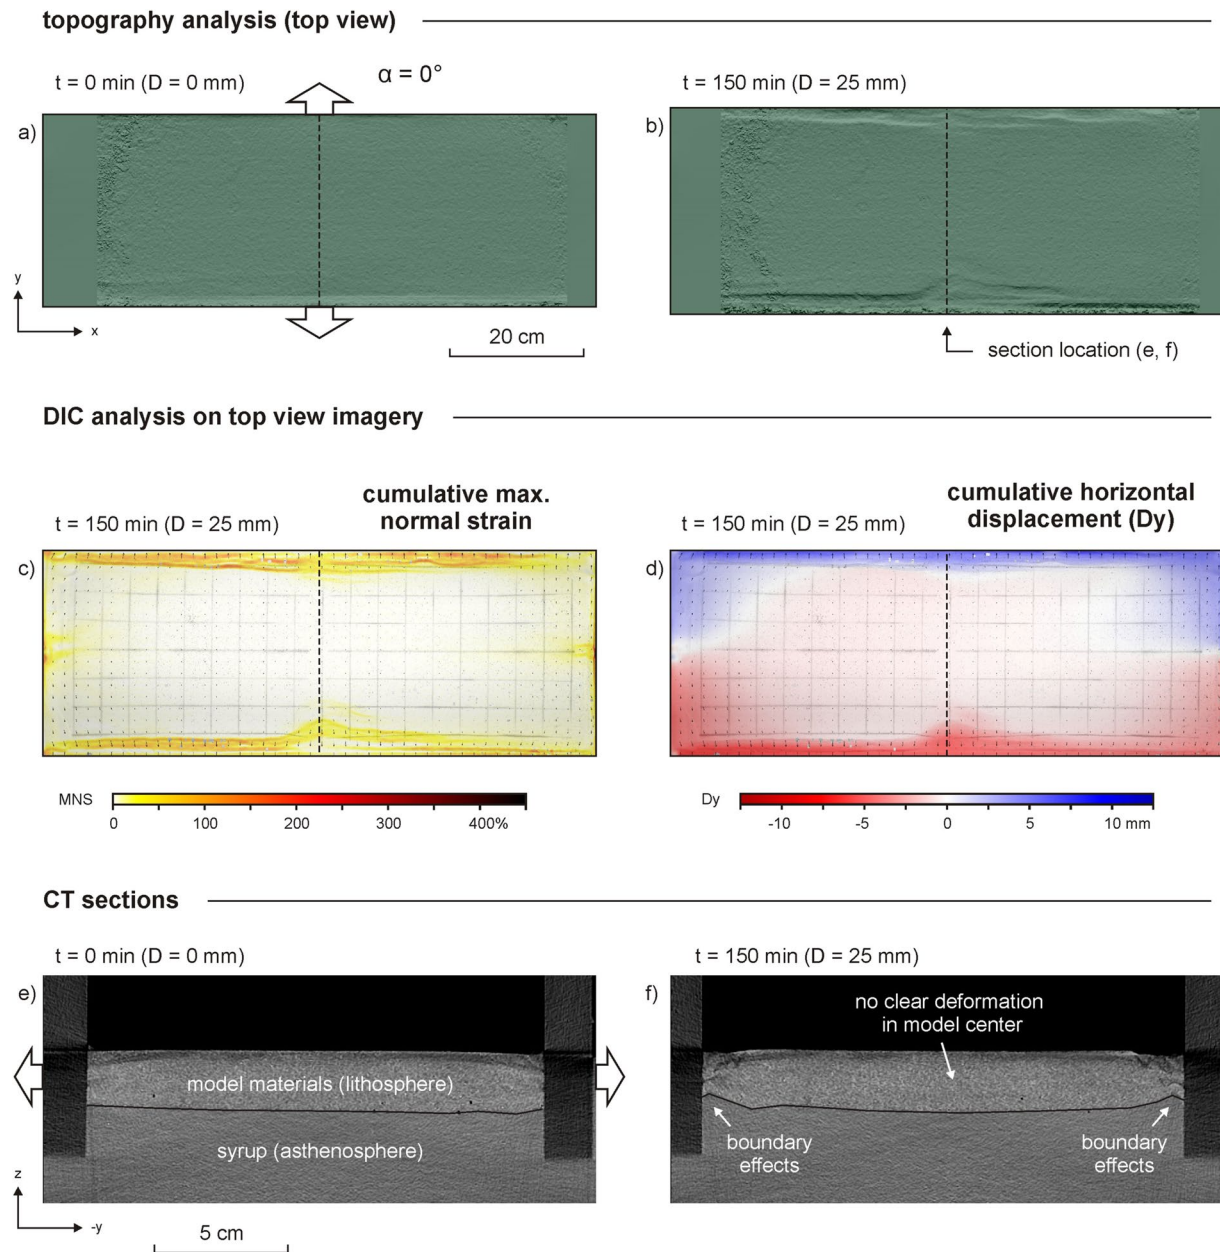 topography analysis (top view)
t = 0 min (D = 0 mm)
α = 0°
t = 150 min (D = 25 mm)
a)
b)
y
x
20 cm
section location (e, f)
DIC analysis on top view imagery
t = 150 min (D = 25 mm)
cumulative max.
normal strain
t = 150 min (D = 25 mm)
cumulative horizontal
displacement (Dy)
c)
d)
MNS
0 100 200 300 400%
Dy
-10 -5 0 5 10 mm
CT sections
t = 0 min (D = 0 mm)
t = 150 min (D = 25 mm)
e)
model materials (lithosphere)
syrup (asthenosphere)
f)
no clear deformation
in model center
boundary
effects
boundary
effects
z
-y
5 cm